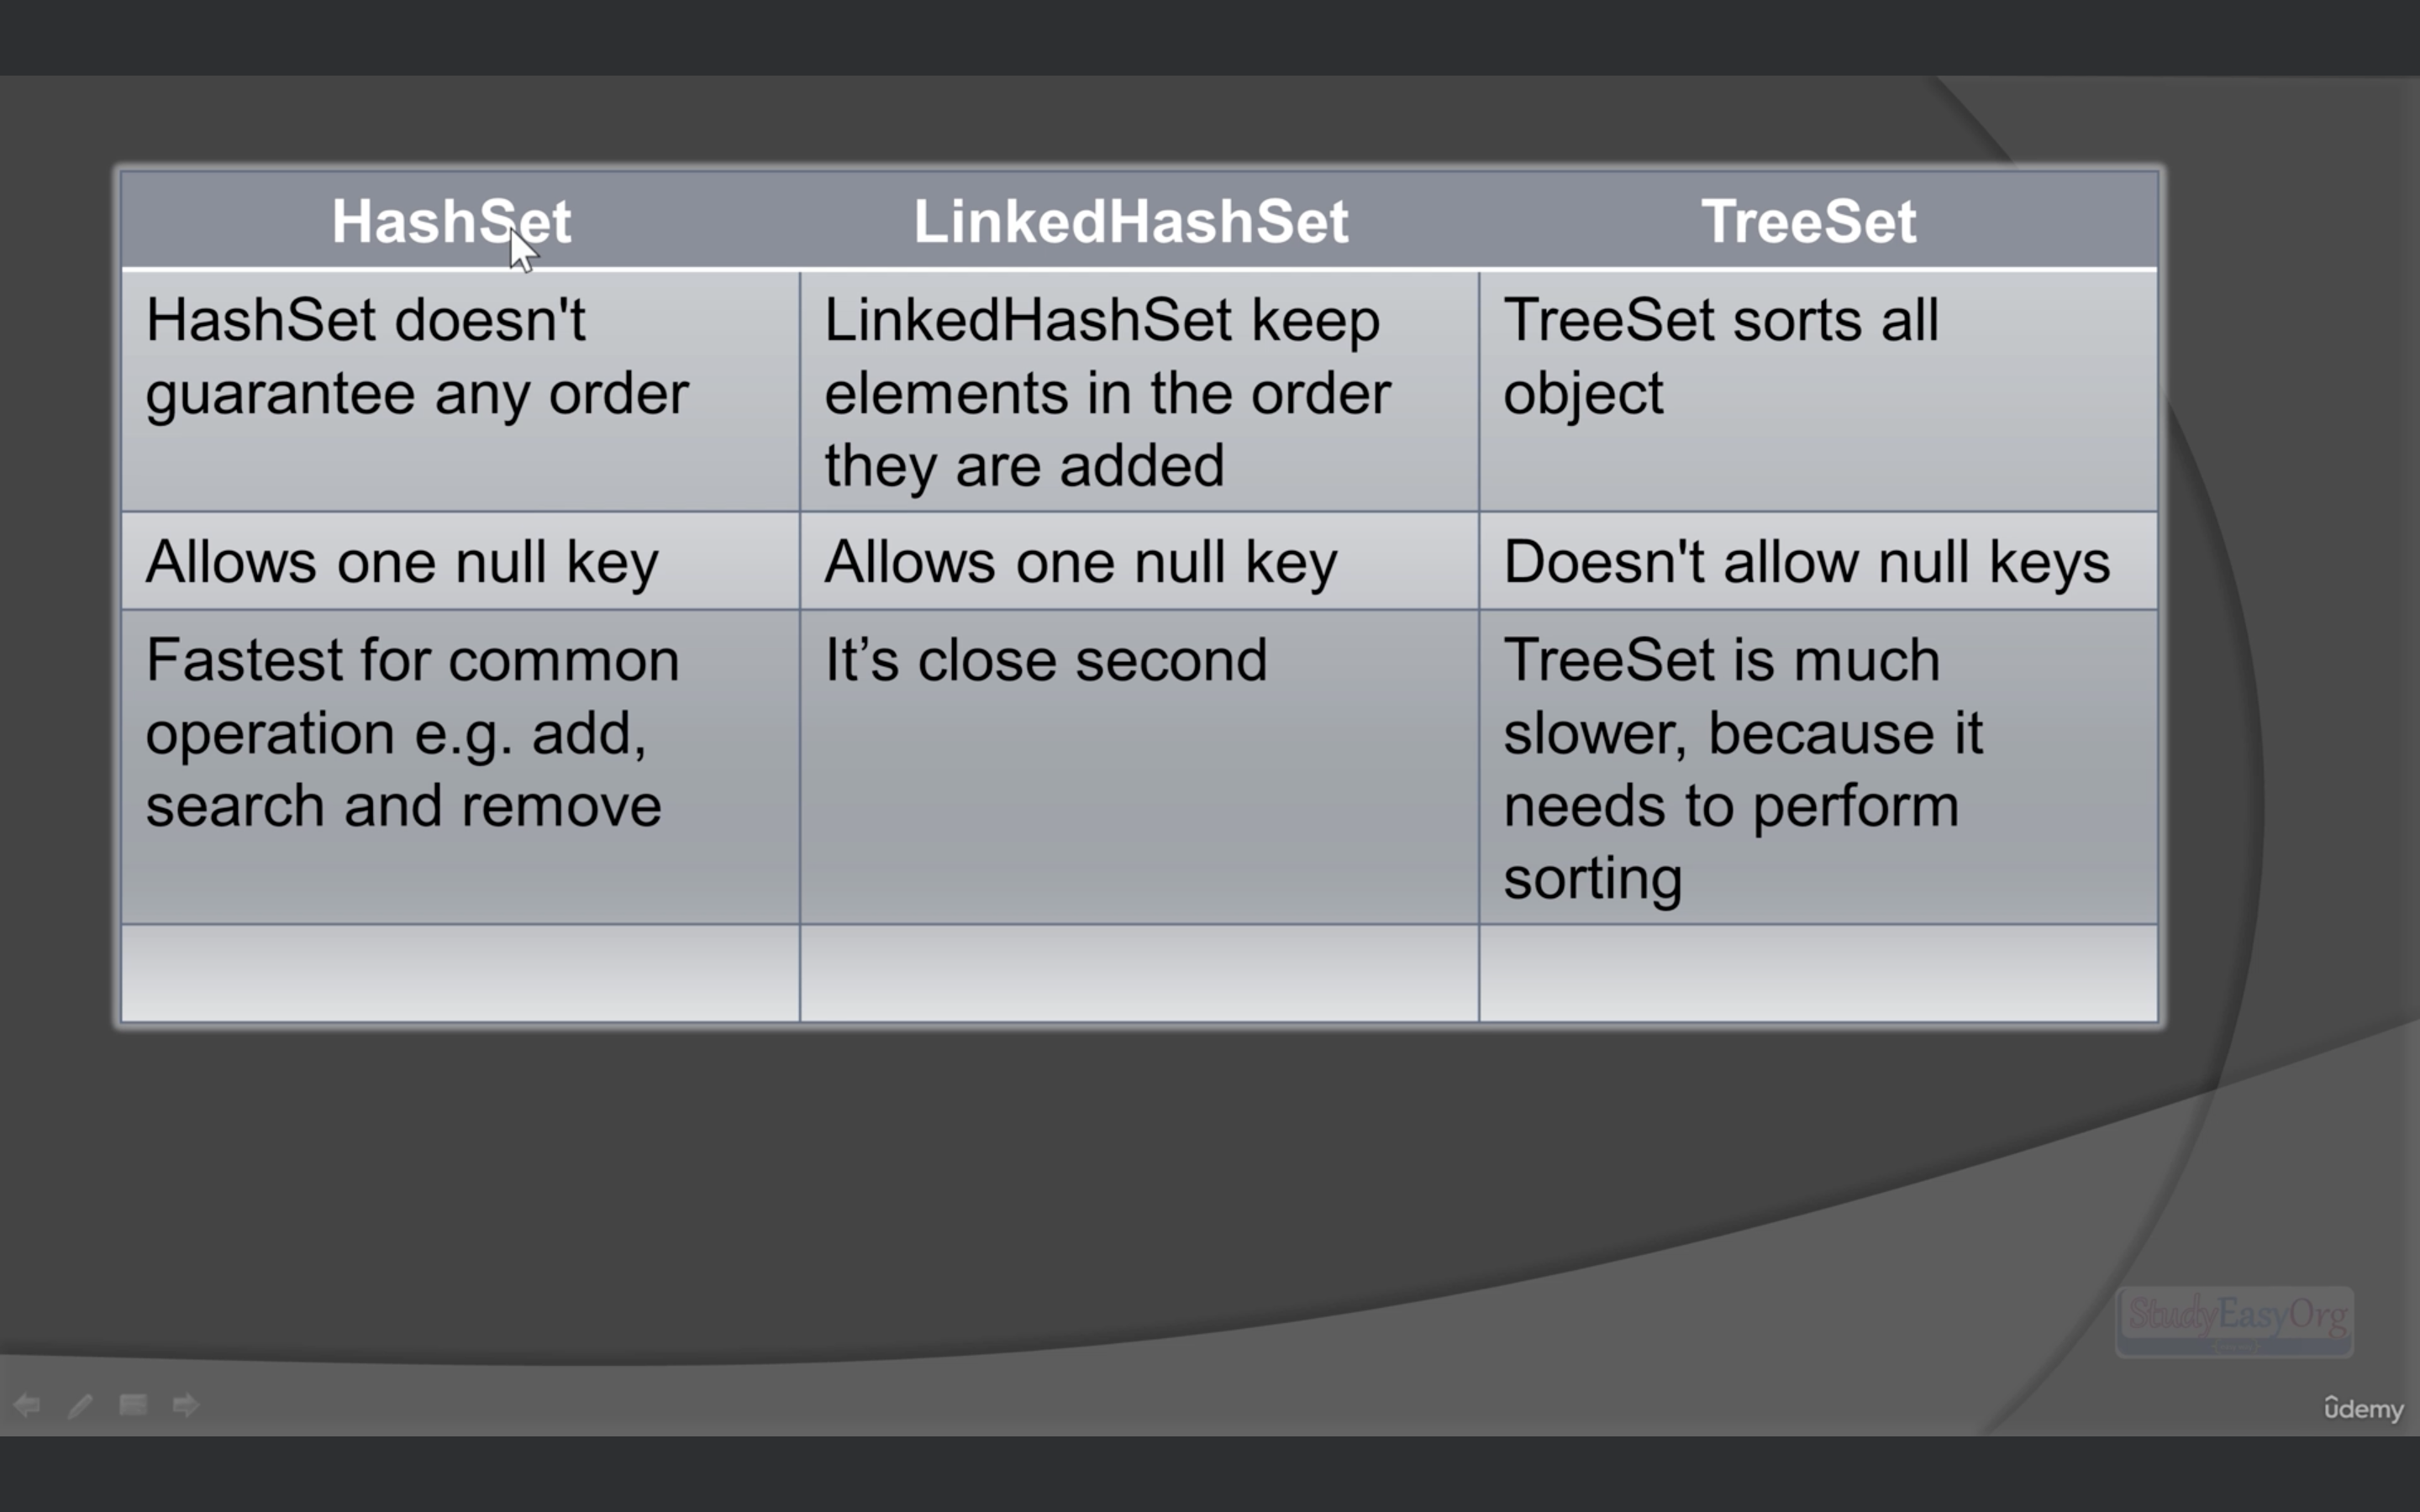 HashSet
LinkedHashSet
TreeSet
HashSet doesn't
guarantee any order
LinkedHashSet keep
elements in the order
they are added
TreeSet sorts all
object
Allows one null key
Allows one null key
Doesn't allow null keys
Fastest for common
operation e.g. add,
search and remove
It’s close second
TreeSet is much
slower, because it
needs to perform
sorting
StudyEasyOrg
ûdemy